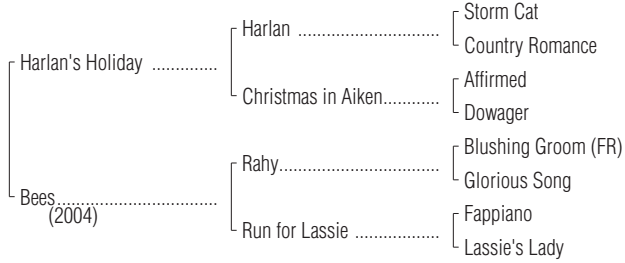 Storm Cat
Harlan ................................
Country Romance
Harlan's Holiday ..............
Affirmed
Christmas in Aiken............
Dowager
Blushing Groom (FR)
Rahy....................................
Glorious Song
Bees....................................
(2004)
Fappiano
Run for Lassie ..................
Lassie's Lady